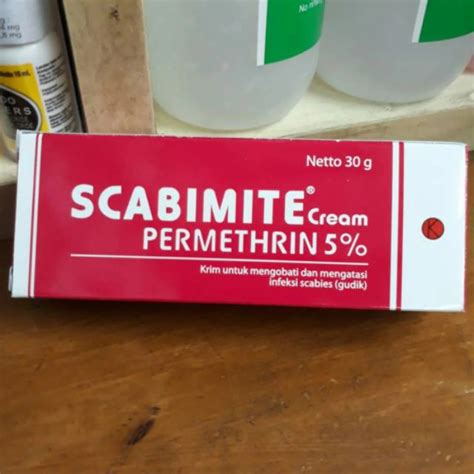 Netto 30 g
SCABIMITE® Cream
PERMETHRIN 5%
Krim untuk mengobati dan mengatasi
infeksi scabies (gudik)
K